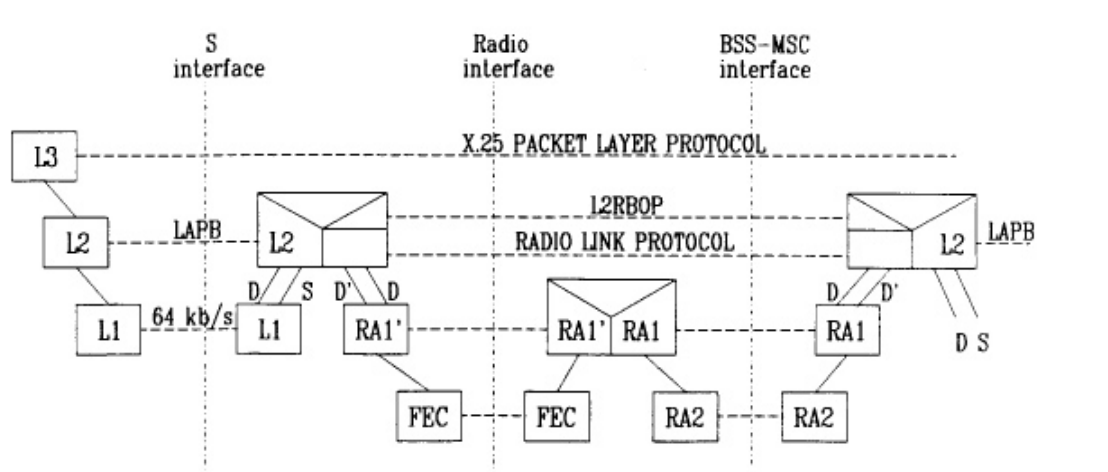 S
interface
Radio
interface
BSS-MSC
interface
L3
X.25 PACKET LAYER PROTOCOL
L2
LAPB
L2
L2RBOP
RADIO LINK PROTOCOL
L2
LAPB
D
S
D'
D
D
D'
L1
64 kb/s
L1
RA1'
RA1'
RA1
RA1
D S
FEC
FEC
RA2
RA2